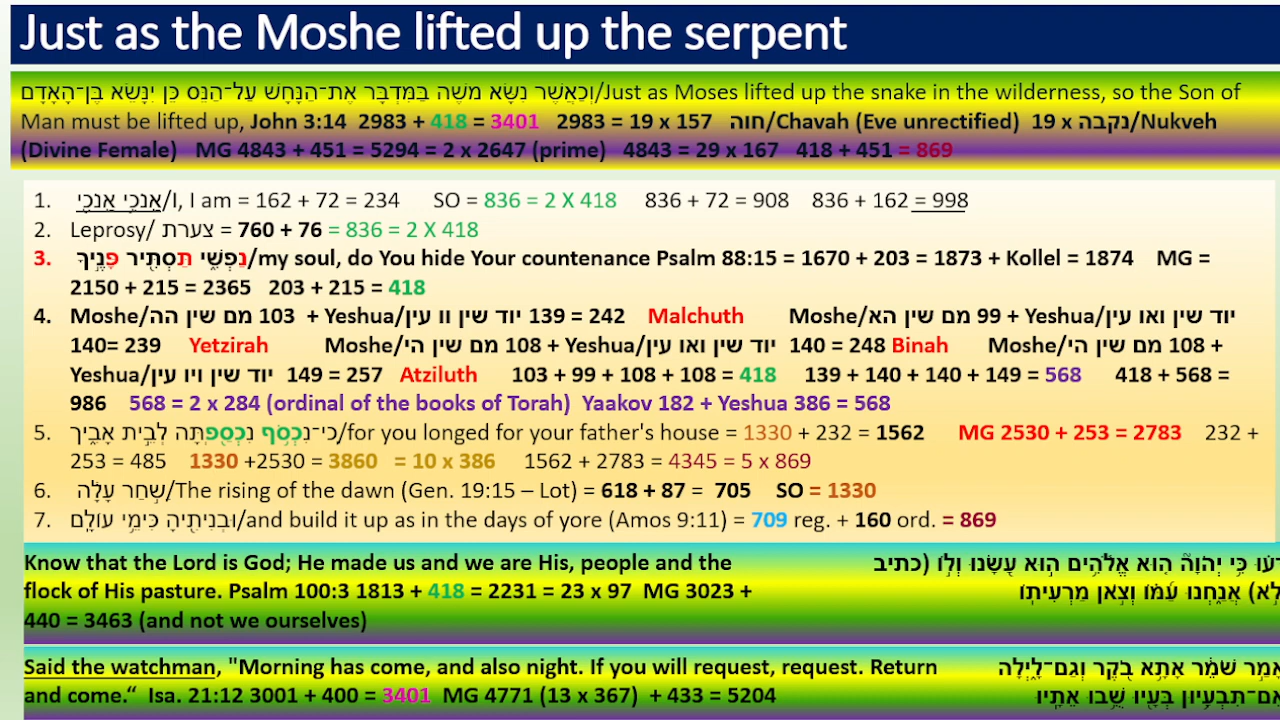 Just as the Moshe lifted up the serpent
וְכַאֲשֶׁר נִשָּׂא מֹשֶׁה בַּמִּדְבָּר אֶת־הַנָּחָשׁ עַל־הַנֵּס כֵּן יִנָּשֵׂא בֶּן־הָאָדָם/Just as Moses lifted up the snake in the wilderness, so the Son of
Man must be lifted up, John 3:14 2983 + 418 = 3401 2983 = 19 x 157 חוה/Chavah (Eve unrectified) 19 x נקבה/Nukveh
(Divine Female) MG 4843 + 451 = 5294 = 2 x 2647 (prime) 4843 = 29 x 167 418 + 451 = 869
1. אָנֹכִי אָנֹכִי/I, I am = 162 + 72 = 234 SO = 836 = 2 X 418 836 + 72 = 908 836 + 162 = 998
2. Leprosy/ צערת = 760 + 76 = 836 = 2 X 418
3. נַפְשִׁי תַסְתִּיר פָּנֶיךָ/my soul, do You hide Your countenance Psalm 88:15 = 1670 + 203 = 1873 + Kollel = 1874 MG =
2150 + 215 = 2365 203 + 215 = 418
4. Moshe/מם שין הה 103 + Yeshua/יוד שין וו עין 139 = 242 Malchuth Moshe/מם שין הא 99 + Yeshua/יוד שין ואו עין
140= 239 Yetzirah Moshe/מם שין הי 108 + Yeshua/יוד שין ואו עין 140 = 248 Binah Moshe/מם שין הי 108 +
Yeshua/יוד שין ויו עין 149 = 257 Atziluth 103 + 99 + 108 + 108 = 418 139 + 140 + 140 + 149 = 568 418 + 568 =
986 568 = 2 x 284 (ordinal of the books of Torah) Yaakov 182 + Yeshua 386 = 568
5. כִּי־נִכְסֹף נִכְסַפְתָּה לְבֵית אָבִיךָ/for you longed for your father's house = 1330 + 232 = 1562 MG 2530 + 253 = 2783 232 +
253 = 485 1330 +2530 = 3860 = 10 x 386 1562 + 2783 = 4345 = 5 x 869
6. שַׁחַר עָלָה/The rising of the dawn (Gen. 19:15 – Lot) = 618 + 87 = 705 SO = 1330
7. וּבְנִיתִיהָ כִּימֵי עוֹלָם/and build it up as in the days of yore (Amos 9:11) = 709 reg. + 160 ord. = 869
Know that the Lord is God; He made us and we are His, people and the
flock of His pasture. Psalm 100:3 1813 + 418 = 2231 = 23 x 97 MG 3023 +
440 = 3463 (and not we ourselves)
כִּי יְהֹוָה הוּא אֱלֹהִים הוּא עָשָׂנוּ וְלוֹ (כתיב
אֲנַחְנוּ עַמּוֹ וְצֹאן מַרְעִיתוֹ
Said the watchman, "Morning has come, and also night. If you will request, request. Return
and come.“ Isa. 21:12 3001 + 400 = 3401 MG 4771 (13 x 367) + 433 = 5204
שֹׁמֵר אָתָא בֹקֶר וְגַם־לָיְלָה
תִּבְעָיוּן בְּעָיוּ שֻׁבוּ אֵתָיוּ